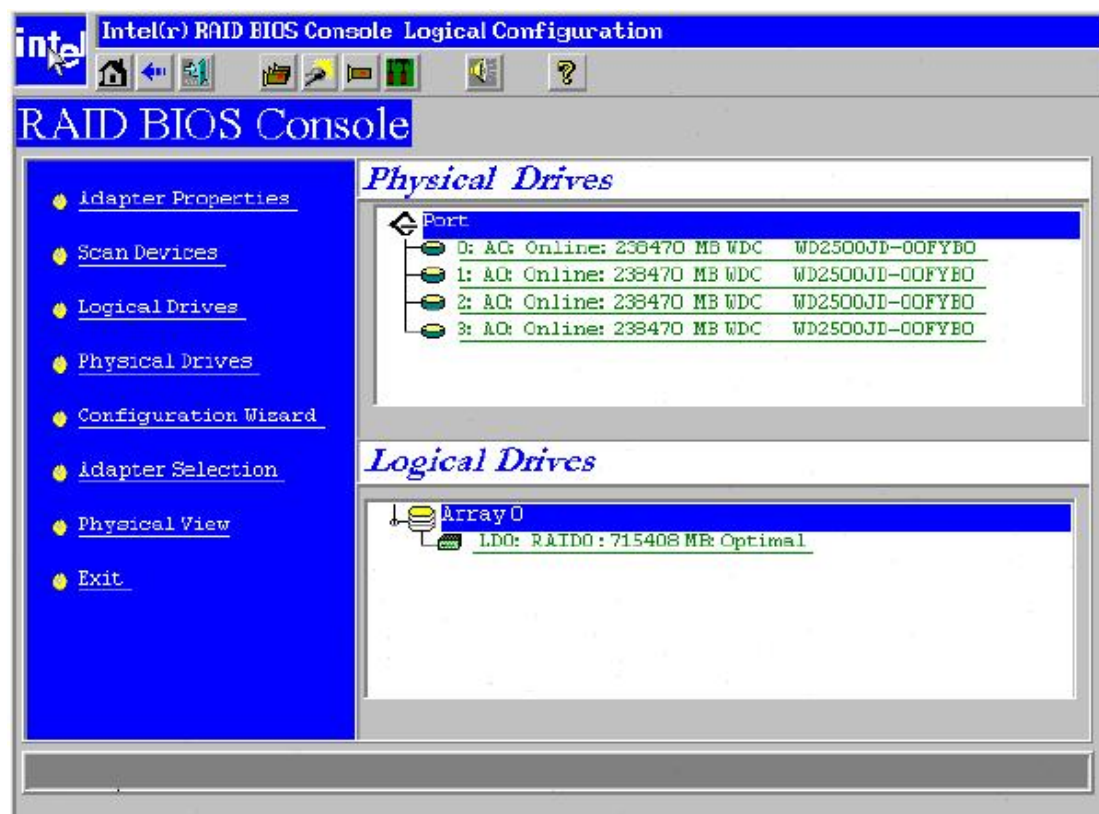 intel
Intel(r) RAID BIOS Console Logical Configuration
RAID BIOS Console
Adapter Properties
Scan Devices
Logical Drives
Physical Drives
Configuration Wizard
Adapter Selection
Physical View
Exit
Physical Drives
Port
0: A0: Online: 238470 MB WDC WD2500JD-00FYB0
1: A0: Online: 238470 MB WDC WD2500JD-00FYB0
2: A0: Online: 238470 MB WDC WD2500JD-00FYB0
3: A0: Online: 238470 MB WDC WD2500JD-00FYB0
Logical Drives
Array 0
LD0: RAID0 : 715408 MB: Optimal